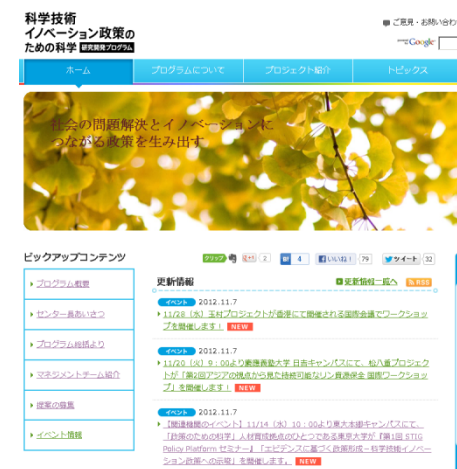 科学技術
イノベーション政策の
ための科学 研究開発プログラム
ご意見・お問い合わ
Google
ホーム プログラムについて プロジェクト紹介 トピックス
社会の問題解決とイノベーションに
つながる政策を生み出す
ピックアップコンテンツ
クリップ 2 4 いいね! 79 ツイート 32
プログラム概要
センター長あいさつ
プログラム総括より
マネジメントチーム紹介
提案の募集
イベント情報
更新情報 更新情報一覧へ RSS
イベント 2012.11.7
11/28(水)玉村プロジェクトが香港にて開催される国際会議でワークショッ
プを開催します! NEW
イベント 2012.11.7
11/20(火)9:00より慶應義塾大学 日吉キャンパスにて、松八重プロジェク
トが「第2回アジアの視点から見た持続可能なリン資源保全 国際ワークショッ
プ」を開催します! NEW
イベント 2012.11.7
【関連機関のイベント】11/14(水)10:00より東大本郷キャンパスにて、
「政策のための科学」人材育成拠点のひとつである東京大学が「第1回 STIG
Policy Platform セミナー」「エビデンスに基づく政策形成-科学技術イノベー
ション政策への示唆」を開催します。 NEW